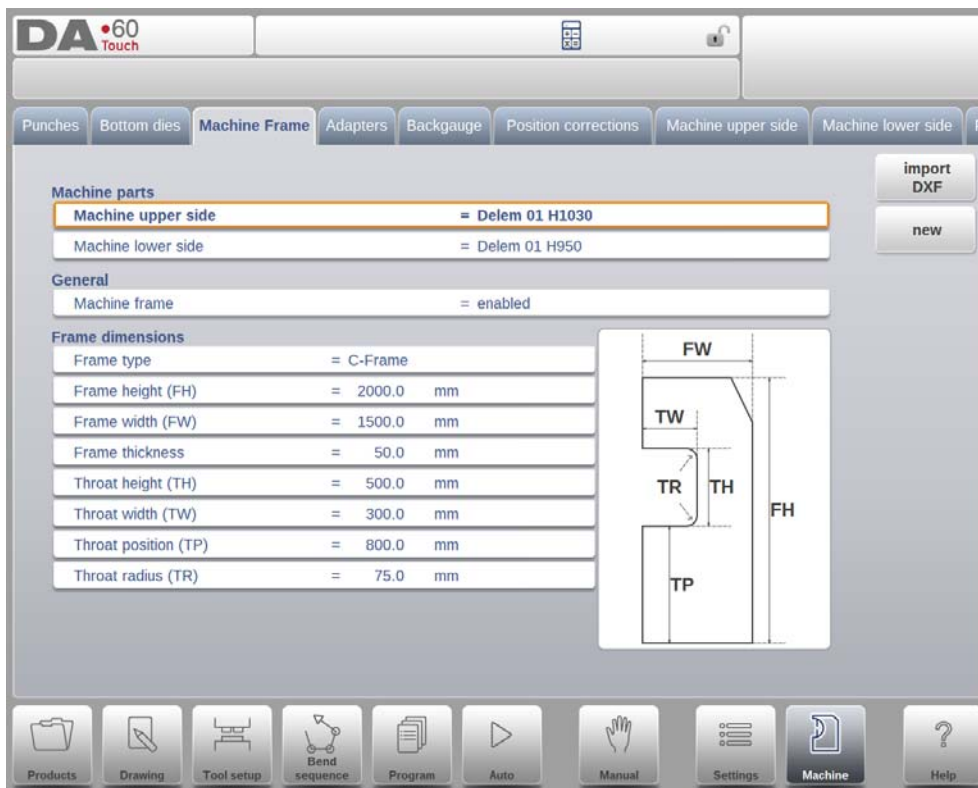 DA•60
Touch
Punches Bottom dies Machine Frame Adapters Backgauge Position corrections Machine upper side Machine lower side
import
DXF
new
Machine parts
Machine upper side = Delem 01 H1030
Machine lower side = Delem 01 H950
General
Machine frame = enabled
Frame dimensions
Frame type = C-Frame
Frame height (FH) = 2000.0 mm
Frame width (FW) = 1500.0 mm
Frame thickness = 50.0 mm
Throat height (TH) = 500.0 mm
Throat width (TW) = 300.0 mm
Throat position (TP) = 800.0 mm
Throat radius (TR) = 75.0 mm
FW
TW
TR TH
FH
TP
Products Drawing Tool setup Bend sequence Program Auto Manual Settings Machine Help